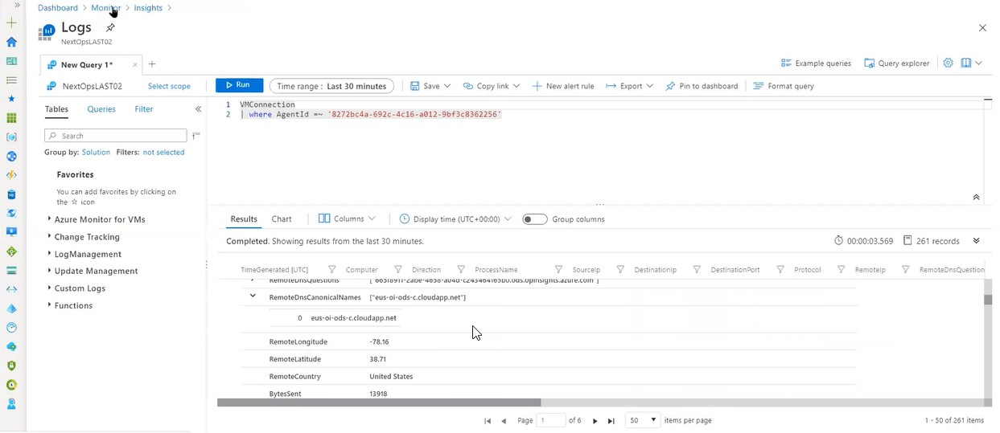 Dashboard > Monitor > Insights >
Logs
NextOpsLAST02
New Query 1*
Example queries
Query explorer
NextOpsLAST02
Select scope
Run
Time range : Last 30 minutes
Save
Copy link
New alert rule
Export
Pin to dashboard
Format query
Tables
Queries
Filter
Search
Group by: Solution
Filters: not selected
Favorites
You can add favorites by clicking on
the ☆ icon
Azure Monitor for VMs
Change Tracking
LogManagement
Update Management
Custom Logs
Functions
1 VMConnection
2 | where AgentId =~ '8272bc4a-692c-4c16-a012-9bf3c8362256'
Results
Chart
Columns
Display time (UTC+00:00)
Group columns
Completed. Showing results from the last 30 minutes.
00:00:03.569
261 records
TimeGenerated [UTC] Computer Direction ProcessName SourceIp DestinationIp DestinationPort Protocol RemoteIp RemoteDnsQuestion
RemoteDnsQuestions
RemoteDnsCanonicalNames ["eus-oi-ods-c.cloudapp.net"]
0 eus-oi-ods-c.cloudapp.net
RemoteLongitude -78.16
RemoteLatitude 38.71
RemoteCountry United States
BytesSent 13918
Page 1 of 6
50 items per page
1 - 50 of 261 items